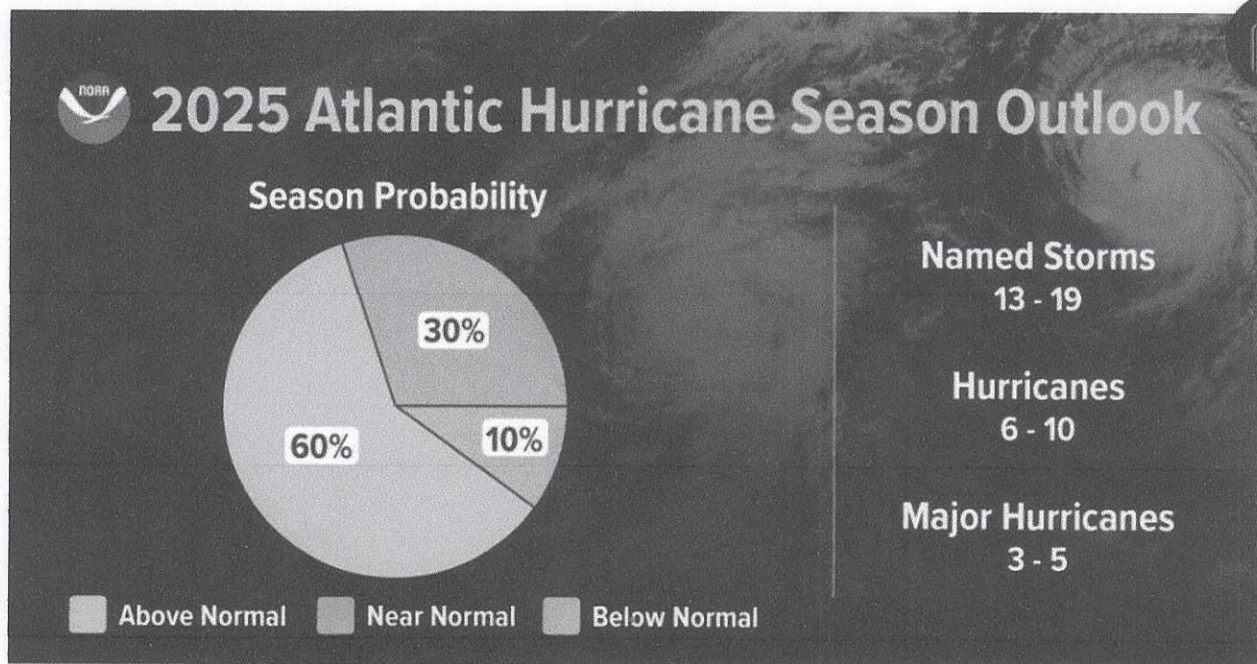 NOAA
2025 Atlantic Hurricane Season Outlook
Season Probability
30%
10%
60%
Above Normal
Near Normal
Below Normal
Named Storms
13 - 19
Hurricanes
6 - 10
Major Hurricanes
3 - 5